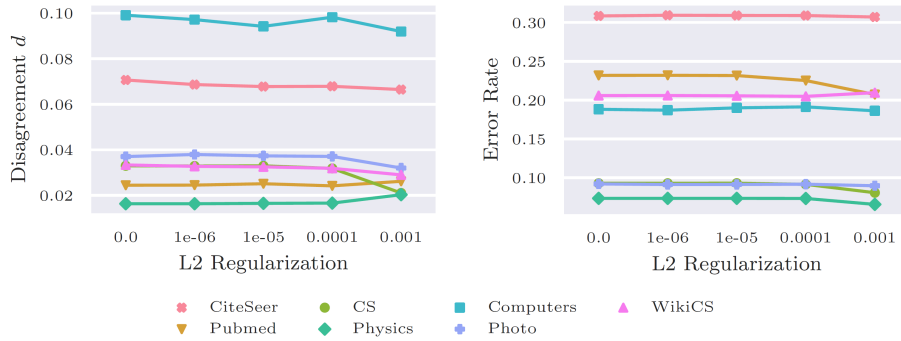 0.10
0.08
0.06
0.04
0.02
Disagreement d
0.0 1e-06 1e-05 0.0001 0.001
L2 Regularization
0.30
0.25
0.20
0.15
0.10
Error Rate
0.0 1e-06 1e-05 0.0001 0.001
L2 Regularization
CiteSeer CS Computers WikiCS
Pubmed Physics Photo